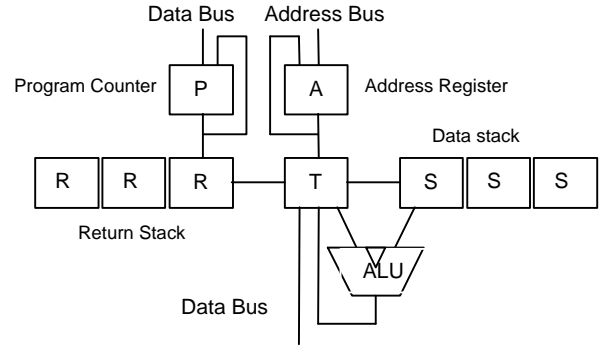 Data Bus
Address Bus
Program Counter
P
A
Address Register
Data stack
R
R
R
T
S
S
S
Return Stack
ALU
Data Bus